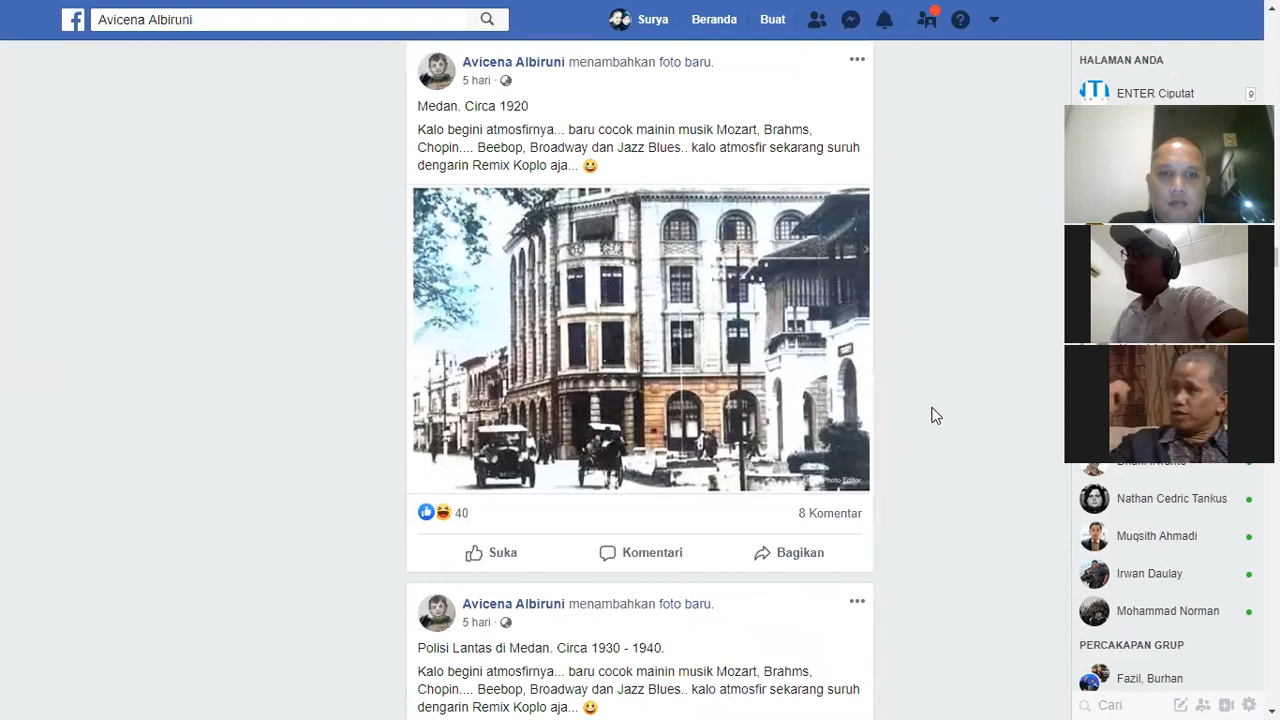 Avicena Albiruni
Surya
Beranda
Buat
Avicena Albiruni menambahkan foto baru.
5 hari ·
Medan. Circa 1920
Kalo begini atmosfirnya... baru cocok mainin musik Mozart, Brahms,
Chopin.... Beebop, Broadway dan Jazz Blues.. kalo atmosfir sekarang suruh
dengarin Remix Koplo aja... 😀
Photo Editor
40
8 Komentar
Suka
Komentari
Bagikan
Avicena Albiruni menambahkan foto baru.
5 hari ·
Polisi Lantas di Medan. Circa 1930 - 1940.
Kalo begini atmosfirnya... baru cocok mainin musik Mozart, Brahms,
Chopin.... Beebop, Broadway dan Jazz Blues.. kalo atmosfir sekarang suruh
dengarin Remix Koplo aja... 😀
HALAMAN ANDA
ENTER Ciputat
9
Nathan Cedric Tankus
Muqsith Ahmadi
Irwan Daulay
Mohammad Norman
PERCAKAPAN GRUP
Fazil, Burhan
Cari